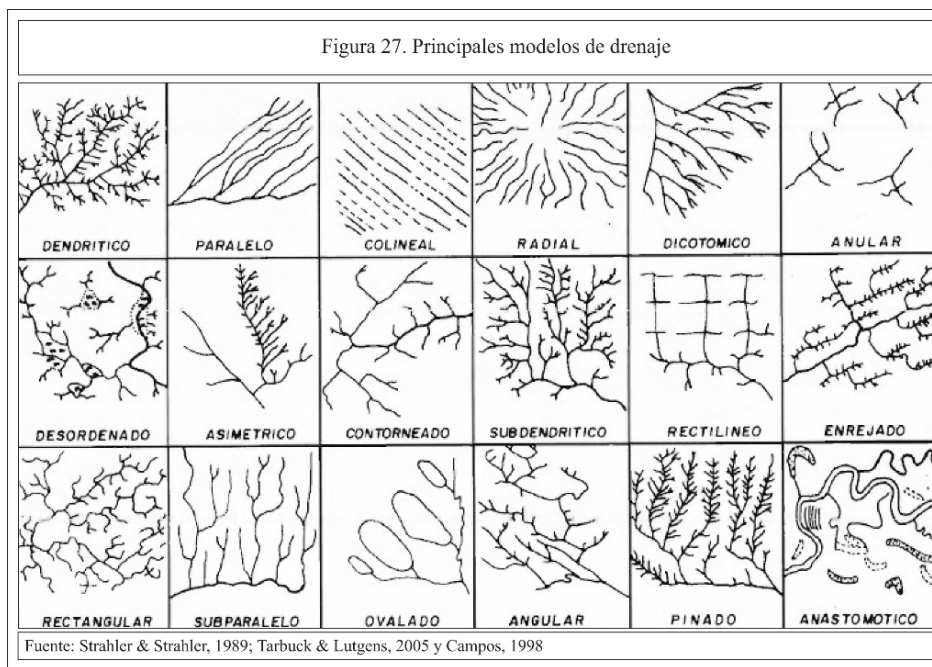 Figura 27. Principales modelos de drenaje
DENDRITICO PARALELO COLINEAL RADIAL DICOTOMICO ANULAR
DESORDENADO ASIMETRICO CONTORNEADO SUBDENDRITICO RECTILINEO ENREJADO
RECTANGULAR SUBPARALELO OVALADO ANGULAR PINADO ANASTOMOTICO
Fuente: Strahler & Strahler, 1989; Tarbuck & Lutgens, 2005 y Campos, 1998